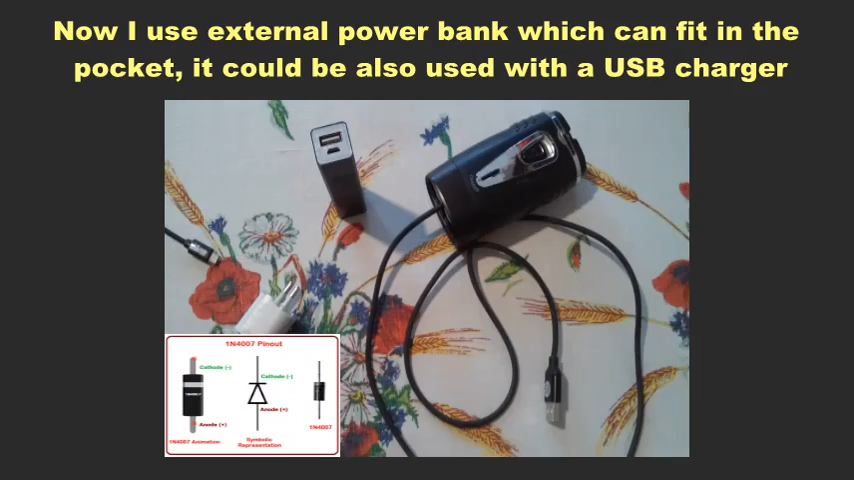 Now I use external power bank which can fit in the
pocket, it could be also used with a USB charger
1N4007 Pinout
Cathode (-)
Cathode (-)
Anode (+)
Anode (+)
1N4007
1N4007 Animation
Symbolic
Representation